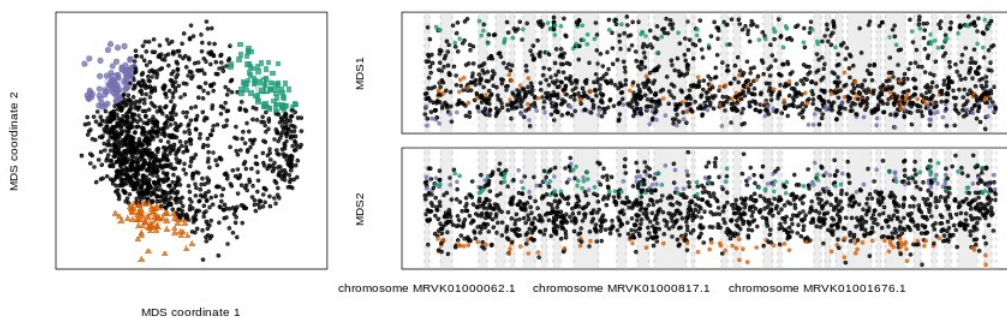 MDS coordinate 2
MDS coordinate 1
MDS1
MDS2
chromosome MRVK01000062.1 chromosome MRVK01000817.1 chromosome MRVK01001676.1